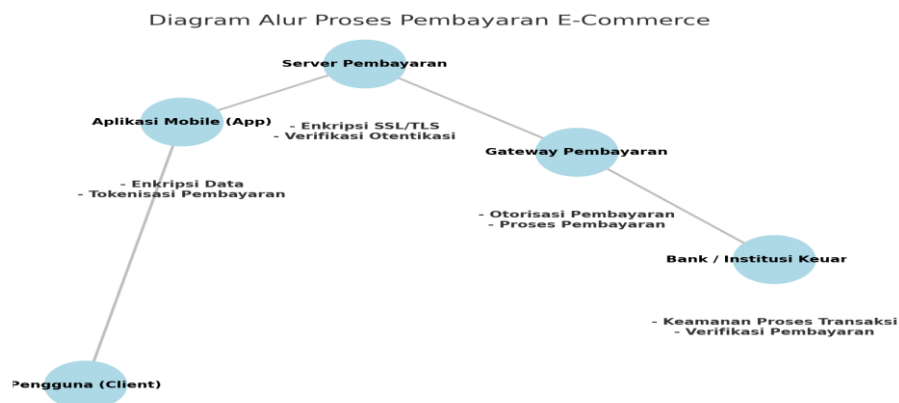 Diagram Alur Proses Pembayaran E-Commerce
Server Pembayaran
Aplikasi Mobile (App)
- Enkripsi SSL/TLS
- Verifikasi Otentikasi
Gateway Pembayaran
- Enkripsi Data
- Tokenisasi Pembayaran
- Otorisasi Pembayaran
- Proses Pembayaran
Bank / Institusi Keuar
- Keamanan Proses Transaksi
- Verifikasi Pembayaran
Pengguna (Client)